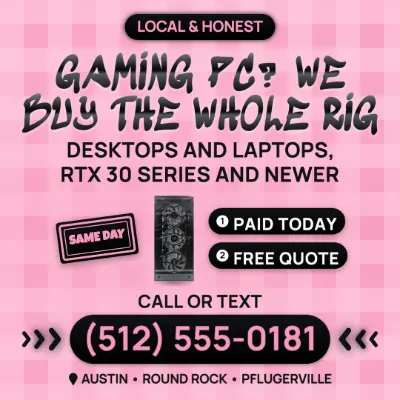 LOCAL & HONEST
GAMING PC? WE
BUY THE WHOLE RIG
DESKTOPS AND LAPTOPS,
RTX 30 SERIES AND NEWER
SAME DAY
1 PAID TODAY
2 FREE QUOTE
CALL OR TEXT
(512) 555-0181
AUSTIN • ROUND ROCK • PFLUGERVILLE